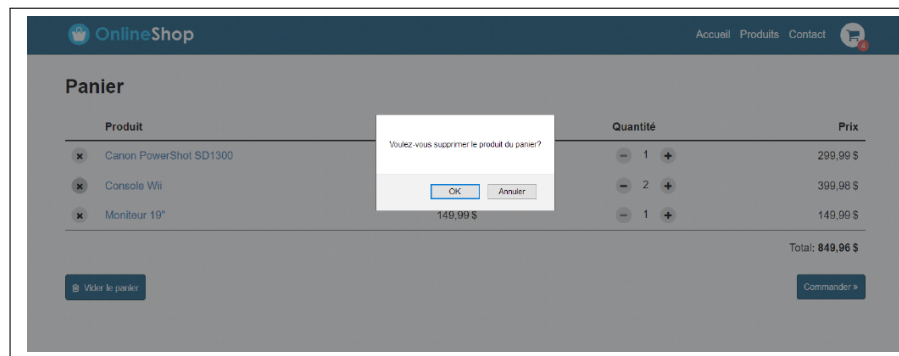 OnlineShop
Accueil Produits Contact
4
Panier
Produit Quantité Prix
Canon PowerShot SD1300 1 299,99 $
Voulez-vous supprimer le produit du panier?
Console Wii 2 399,98 $
OK Annuler
Moniteur 19" 149,99 $ 1 149,99 $
Total: 849,96 $
Vider le panier Commander »